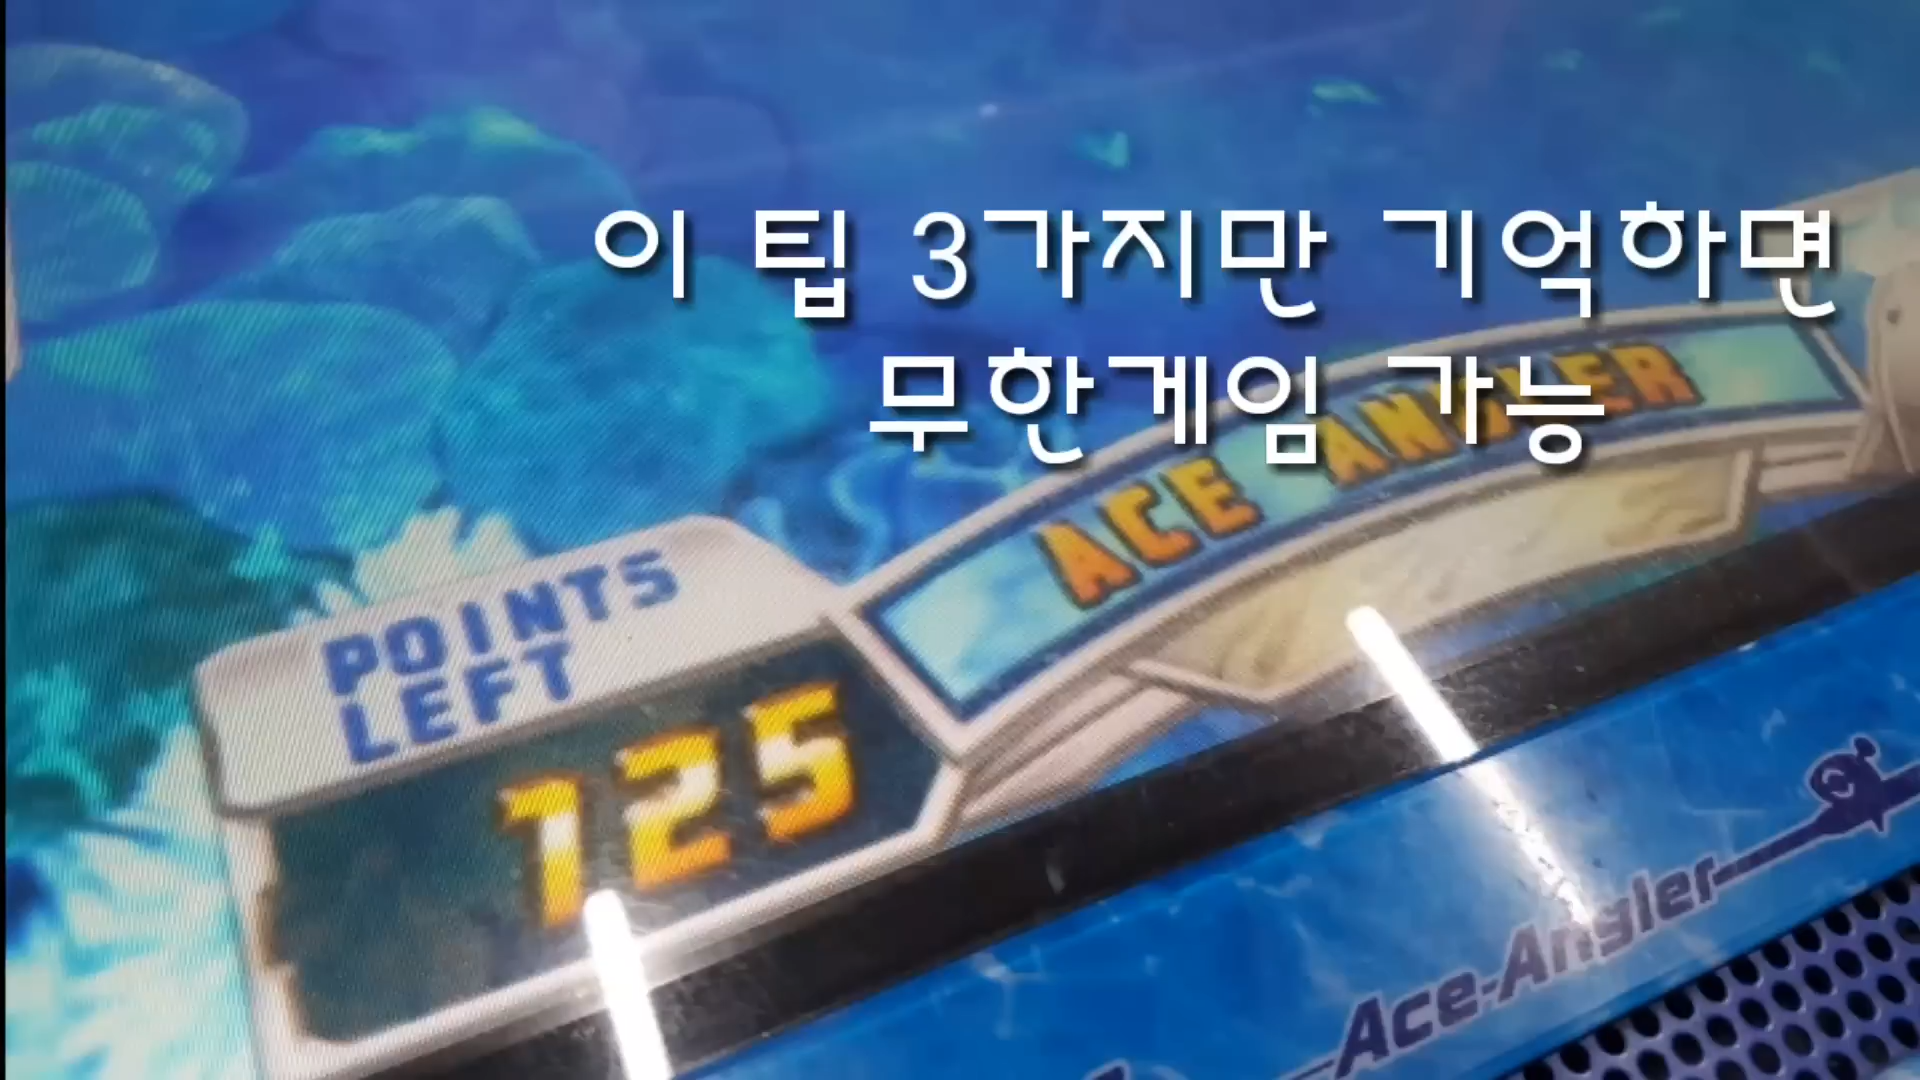 이 팁 3가지만 기억하면
무한게임 가능
ACE ANGLER
POINTS
LEFT
125
Ace-Angler